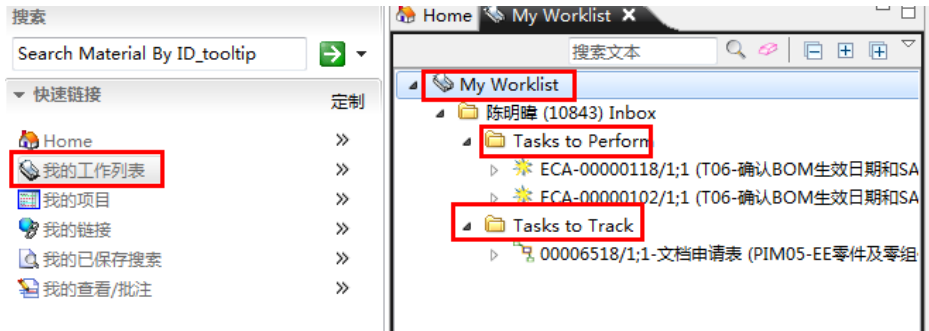 搜索
Search Material By ID_tooltip
快速链接
定制
Home
我的工作列表
我的项目
我的链接
我的已保存搜索
我的查看/批注
Home My Worklist
搜索文本
My Worklist
陈明暐 (10843) Inbox
Tasks to Perform
ECA-00000118/1;1 (T06-确认BOM生效日期和SA
ECA-00000102/1;1 (T06-确认BOM生效日期和SA
Tasks to Track
00006518/1;1-文档申请表 (PIM05-EE零件及零组